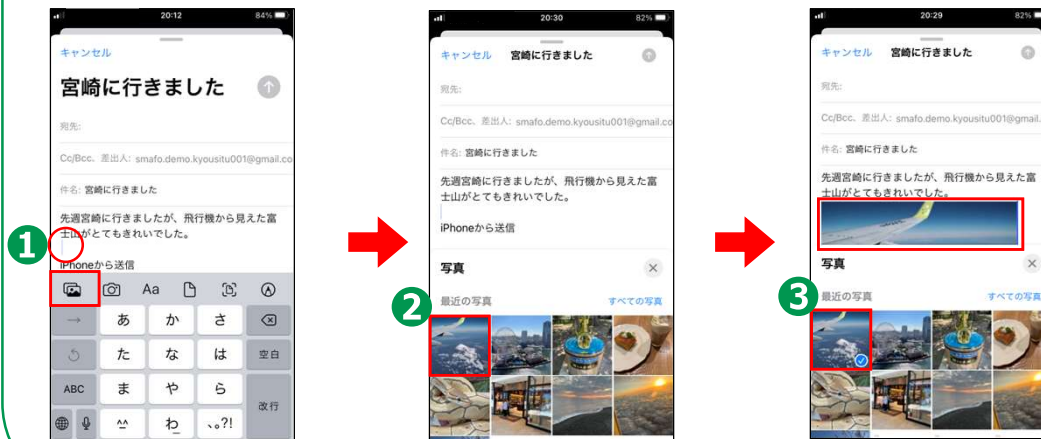 20:12 84%
キャンセル
宮崎に行きました
宛先:
Cc/Bcc、差出人: smafo.demo.kyousitu001@gmail.co
件名: 宮崎に行きました
先週宮崎に行きましたが、飛行機から見えた富
士山がとてもきれいでした。
iPhoneから送信
1
Aa
→ あ か さ
た な は 空白
ABC ま や ら
改行
^^ わ 、。?!
20:30 82%
キャンセル 宮崎に行きました
宛先:
Cc/Bcc、差出人: smafo.demo.kyousitu001@gmail.co
件名: 宮崎に行きました
先週宮崎に行きましたが、飛行機から見えた富
士山がとてもきれいでした。
iPhoneから送信
写真
最近の写真 すべての写真
2
20:29 82%
キャンセル 宮崎に行きました
宛先:
Cc/Bcc、差出人: smafo.demo.kyousitu001@gmail.
件名: 宮崎に行きました
先週宮崎に行きましたが、飛行機から見えた富
士山がとてもきれいでした。
写真
最近の写真 すべての写真
3